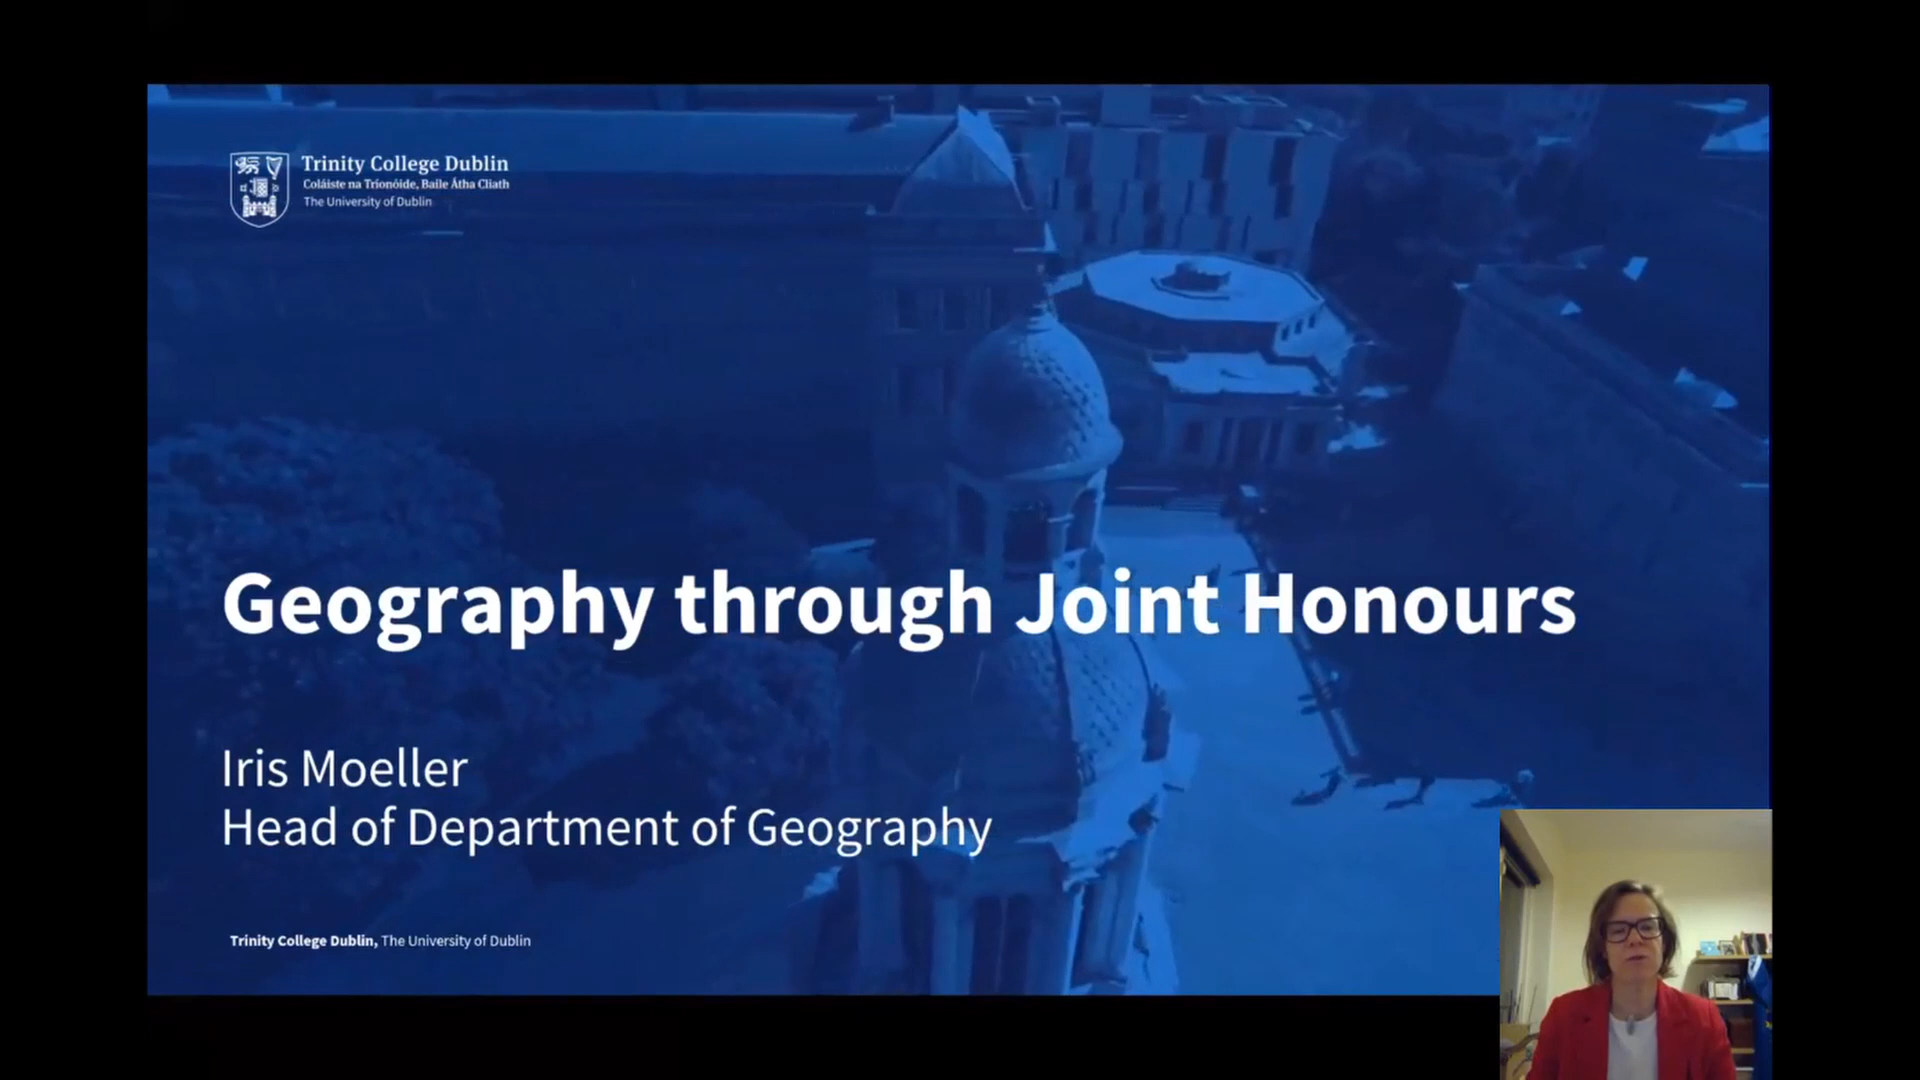 Trinity College Dublin
Coláiste na Tríonóide, Baile Átha Cliath
The University of Dublin
Geography through Joint Honours
Iris Moeller
Head of Department of Geography
Trinity College Dublin, The University of Dublin